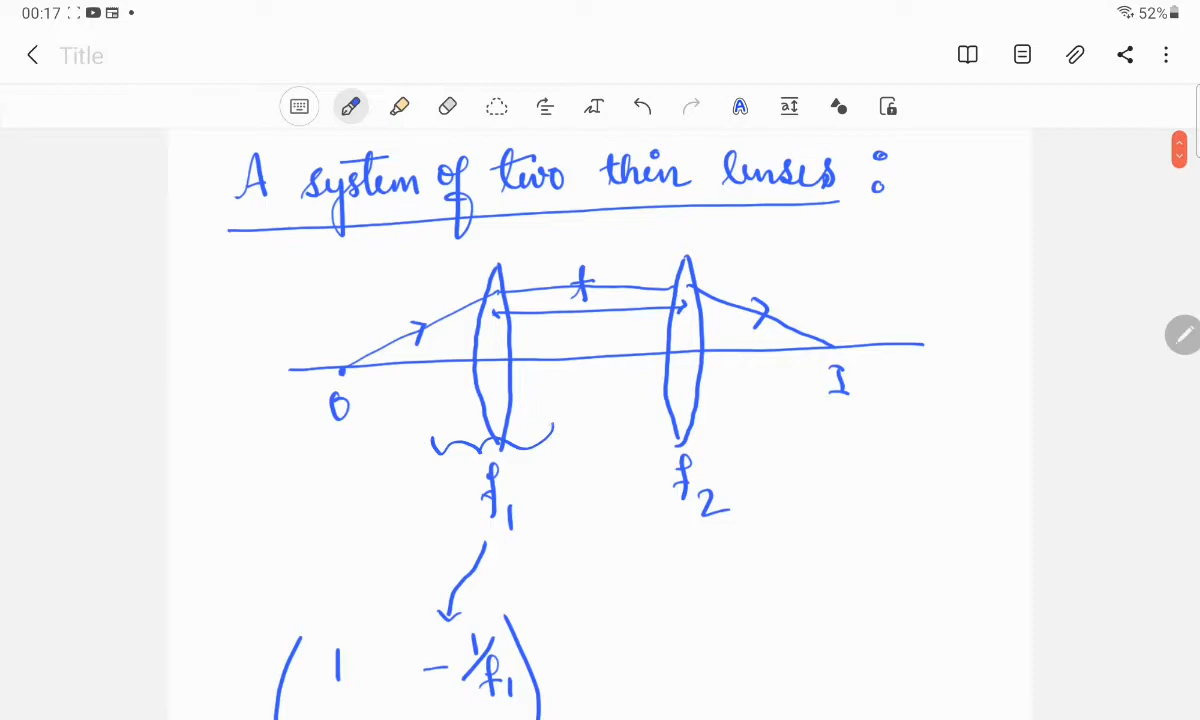 00:17 52%
Title
A system of two thin lenses :
t
O I
f1 f2
1 -1/f1